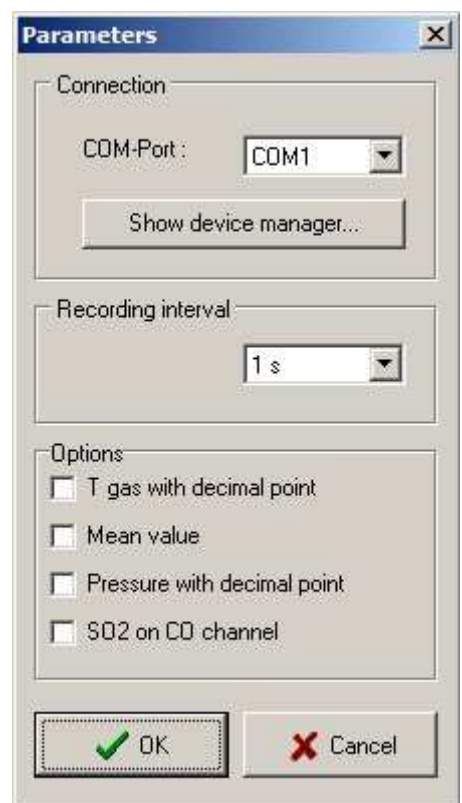 Parameters
Connection
COM-Port :
COM1
Show device manager...
Recording interval
1 s
Options
T gas with decimal point
Mean value
Pressure with decimal point
SO2 on CO channel
OK
Cancel